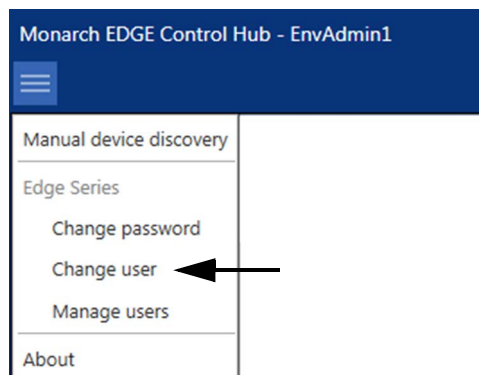 Monarch EDGE Control Hub - EnvAdmin1
Manual device discovery
Edge Series
Change password
Change user
Manage users
About